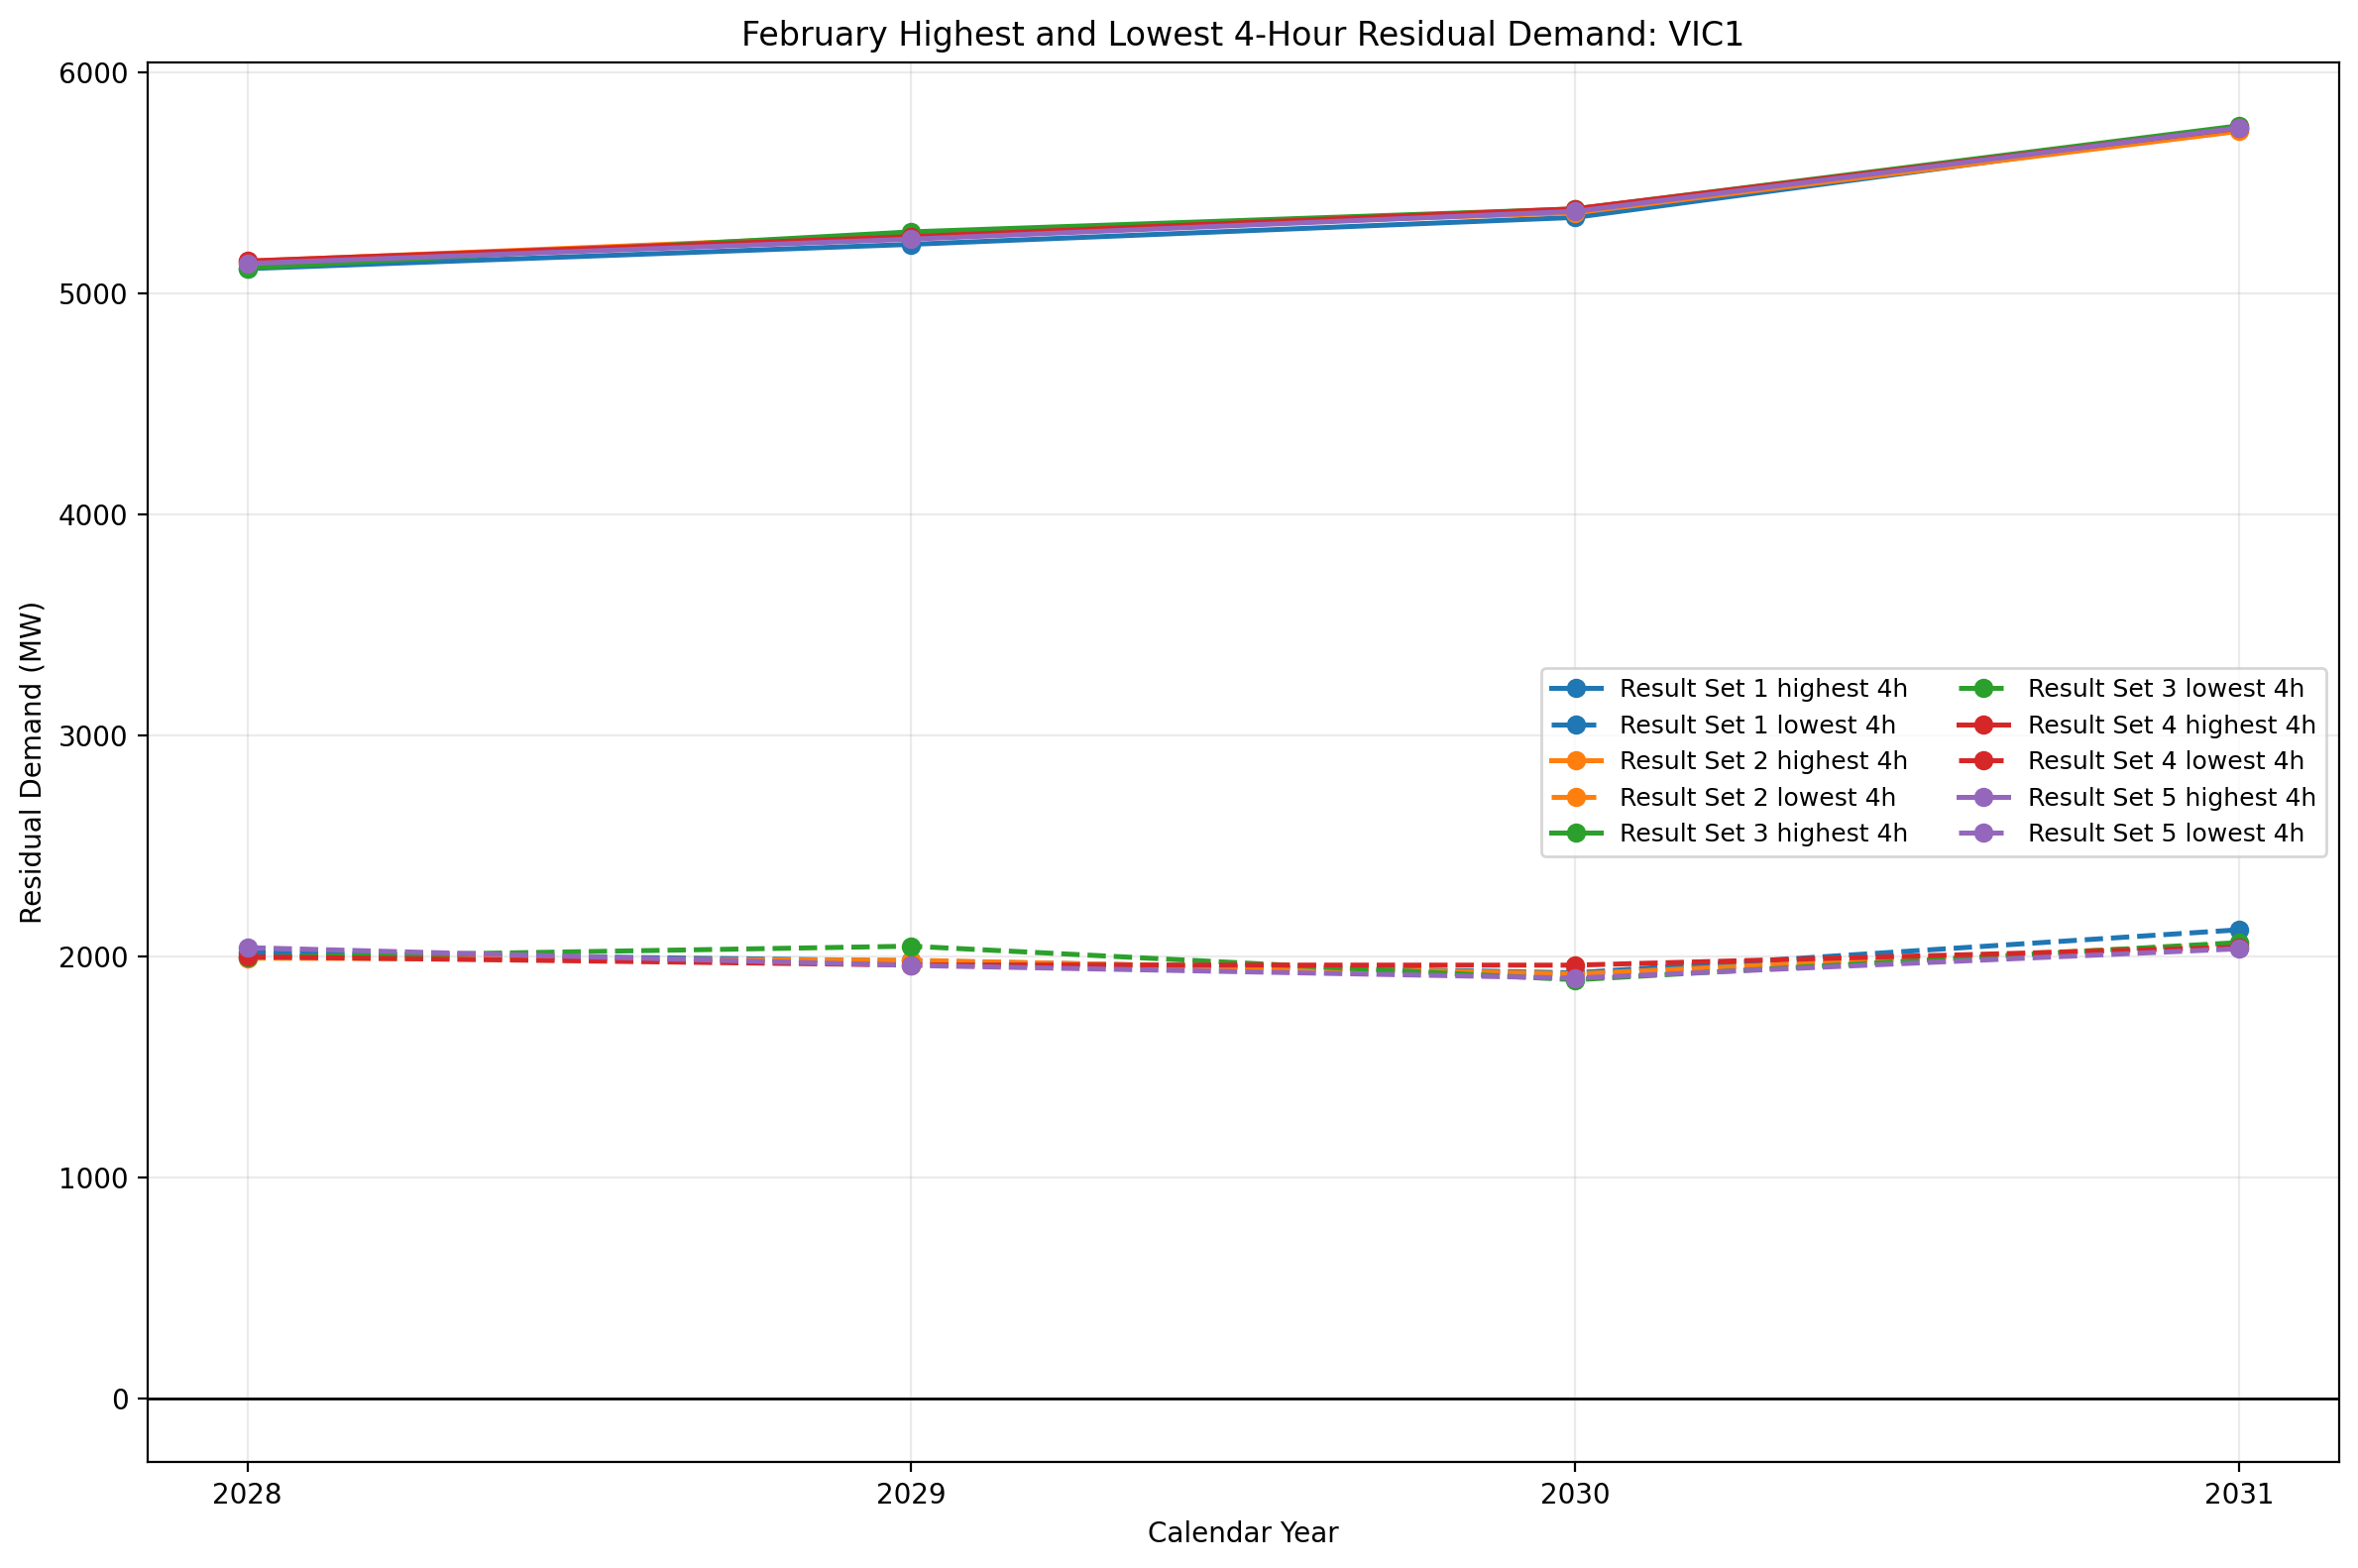 February Highest and Lowest 4-Hour Residual Demand: VIC1
6000
5000
4000
3000
2000
1000
0
Residual Demand (MW)
Result Set 1 highest 4h
Result Set 1 lowest 4h
Result Set 2 highest 4h
Result Set 2 lowest 4h
Result Set 3 highest 4h
Result Set 3 lowest 4h
Result Set 4 highest 4h
Result Set 4 lowest 4h
Result Set 5 highest 4h
Result Set 5 lowest 4h
2028 2029 2030 2031
Calendar Year